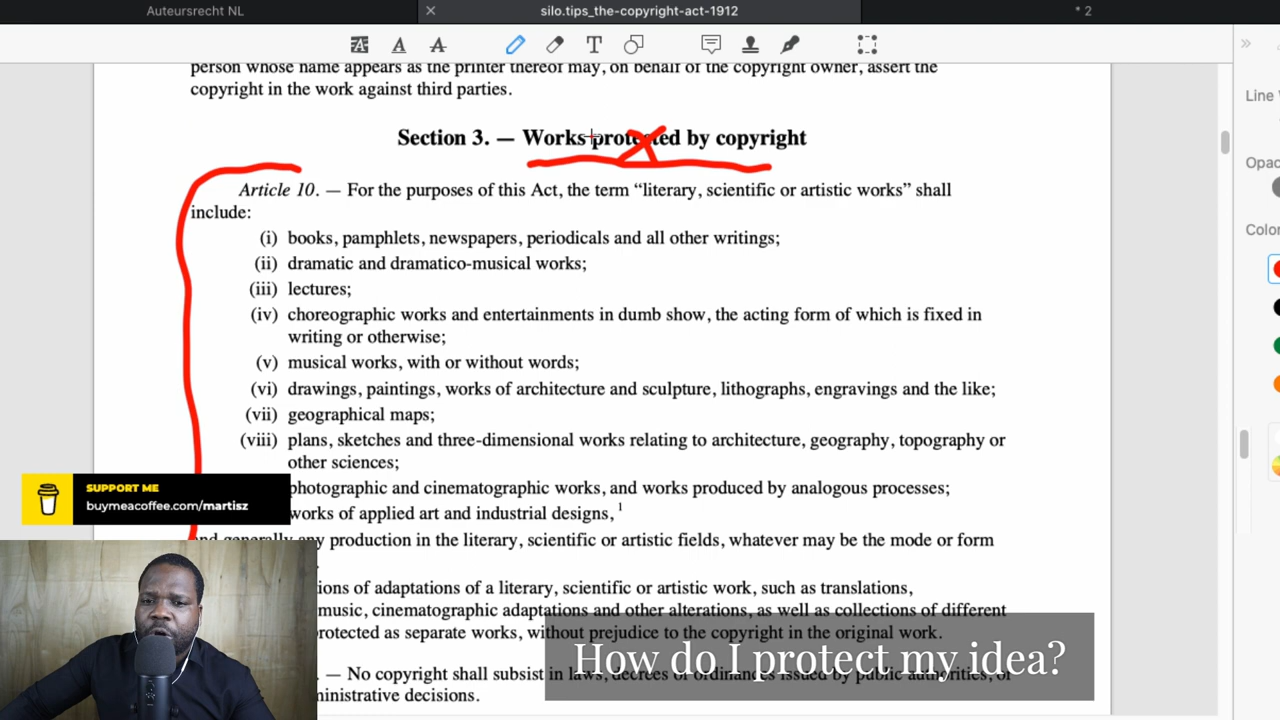 Auteursrecht NL
silo.tips_the-copyright-act-1912
* 2
person whose name appears as the printer thereof may, on behalf of the copyright owner, assert the
copyright in the work against third parties.
Line
Opac
Color
Section 3. — Works protected by copyright
Article 10. — For the purposes of this Act, the term “literary, scientific or artistic works” shall
include:
(i) books, pamphlets, newspapers, periodicals and all other writings;
(ii) dramatic and dramatico-musical works;
(iii) lectures;
(iv) choreographic works and entertainments in dumb show, the acting form of which is fixed in
writing or otherwise;
(v) musical works, with or without words;
(vi) drawings, paintings, works of architecture and sculpture, lithographs, engravings and the like;
(vii) geographical maps;
(viii) plans, sketches and three-dimensional works relating to architecture, geography, topography or
other sciences;
photographic and cinematographic works, and works produced by analogous processes;
works of applied art and industrial designs, 1
and generally any production in the literary, scientific or artistic fields, whatever may be the mode or form
ions of adaptations of a literary, scientific or artistic work, such as translations,
music, cinematographic adaptations and other alterations, as well as collections of different
protected as separate works, without prejudice to the copyright in the original work.
— No copyright shall subsist in laws, decrees or ordinances issued by public authorities, or
ministrative decisions.
SUPPORT ME
buymeacoffee.com/martisz
How do I protect my idea?